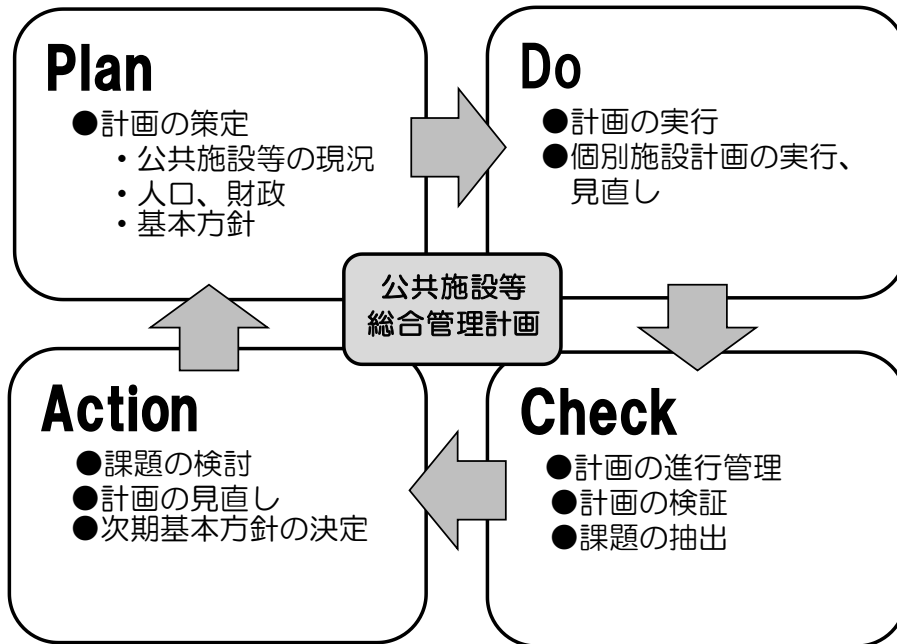 Plan
●計画の策定
・公共施設等の現況
・人口、財政
・基本方針
Do
●計画の実行
●個別施設計画の実行、
見直し
公共施設等
総合管理計画
Action
●課題の検討
●計画の見直し
●次期基本方針の決定
Check
●計画の進行管理
●計画の検証
●課題の抽出